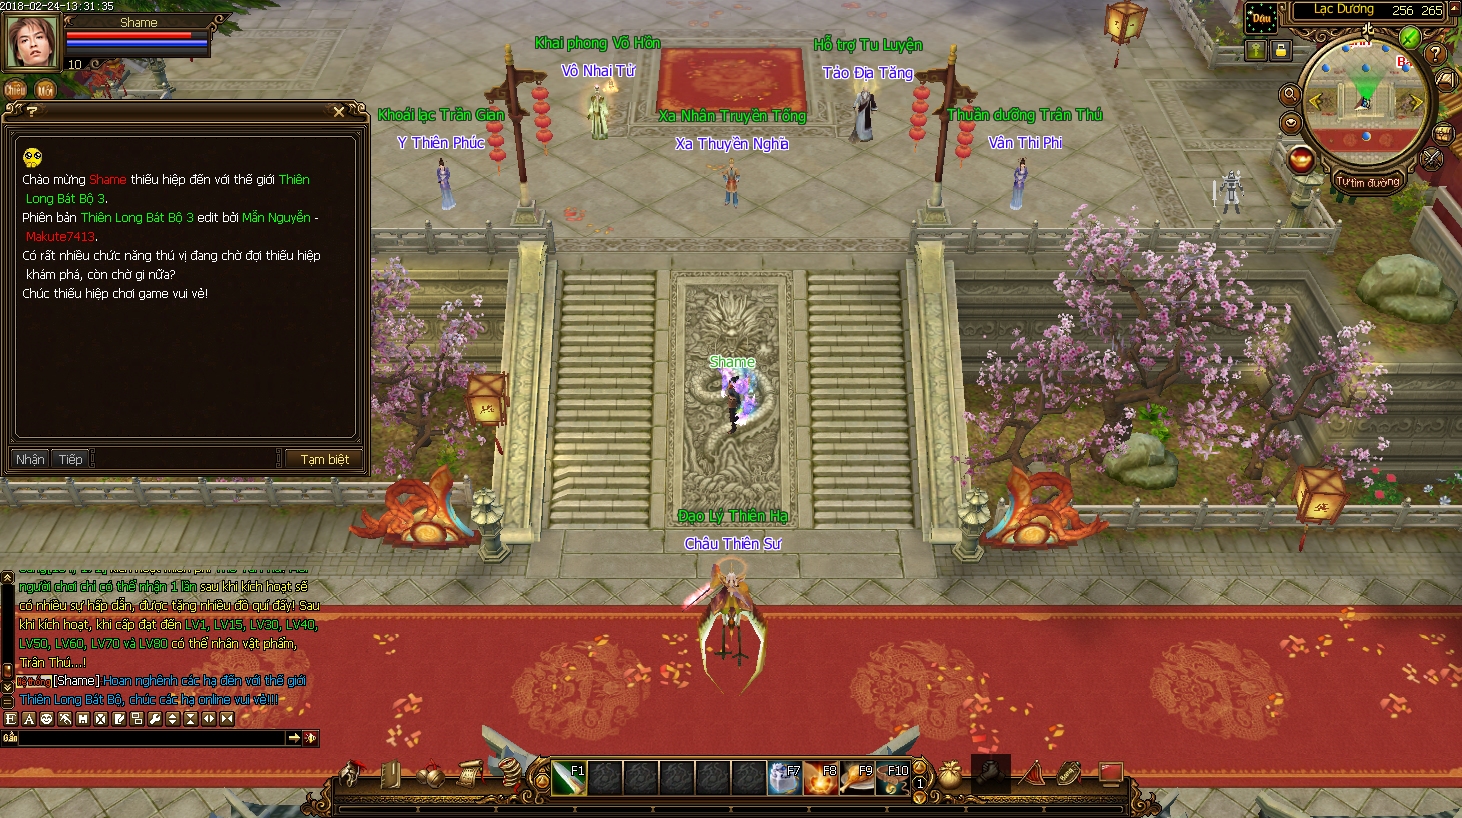 2018-02-24-13:31:35
Shame
10
Chiêu
Mới
Lạc Dương 256 265
Tự tìm đường
Khai phong Võ Hồn
Vô Nhai Tử
Hỗ trợ Tu Luyện
Tảo Địa Tăng
Khoái lạc Trần Gian
Y Thiên Phúc
Xa Nhân Truyền Tống
Xa Thuyền Nghĩa
Thuần dưỡng Trân Thú
Vân Thi Phi
?
Chào mừng Shame thiếu hiệp đến với thế giới Thiên
Long Bát Bộ 3.
Phiên bản Thiên Long Bát Bộ 3 edit bởi Mẫn Nguyễn -
Makute7413.
Có rất nhiều chức năng thú vị đang chờ đợi thiếu hiệp
khám phá, còn chờ gì nữa?
Chúc thiếu hiệp chơi game vui vẻ!
Nhận Tiếp Tạm biệt
Shame
Đạo Lý Thiên Hạ
Châu Thiên Sư
người chơi chỉ có thể nhận 1 lần sau khi kích hoạt sẽ
có nhiều sự hấp dẫn, được tặng nhiều đồ quí đấy! Sau
khi kích hoạt, khi cấp đạt đến LV1, LV15, LV30, LV40,
LV50, LV60, LV70 và LV80 có thể nhận vật phẩm,
Trân Thú...!
[Shame] Hoan nghênh các hạ đến với thế giới
Thiên Long Bát Bộ, chúc các hạ online vui vẻ!!!
Gần
F1 F7 F8 F9 F10 1